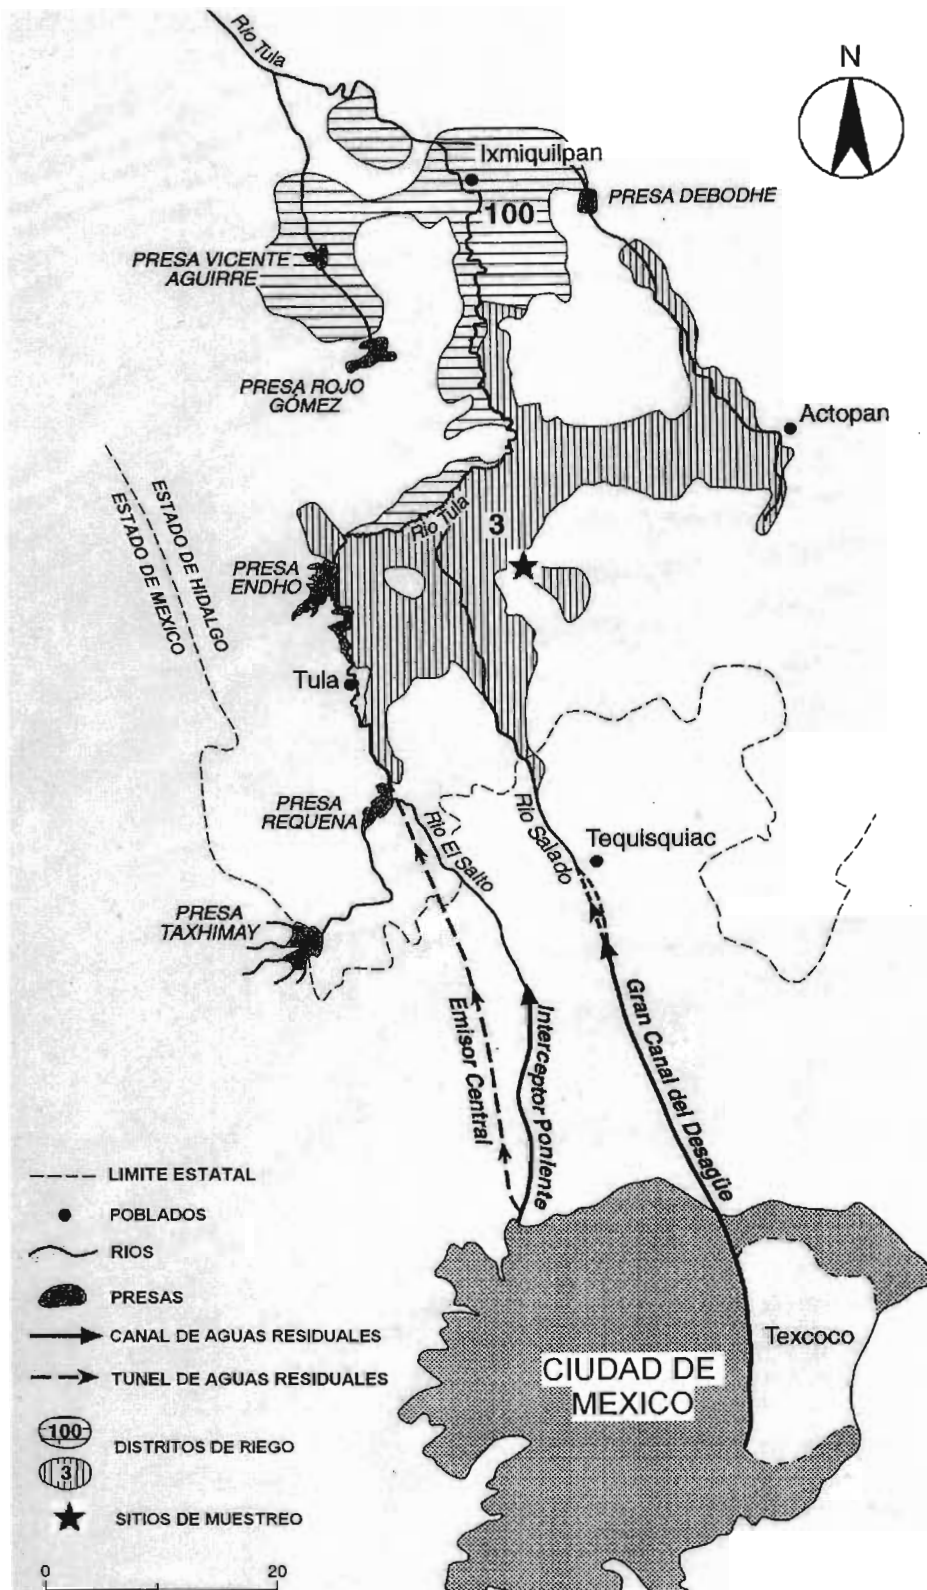 Río Tula
N
Ixmiquilpan
PRESA DEBODHE
100
PRESA VICENTE
AGUIRRE
PRESA ROJO
GÓMEZ
Actopan
ESTADO DE HIDALGO
ESTADO DE MEXICO
Río Tula
3
PRESA
ENDHO
Tula
PRESA
REQUENA
Río El Salto
Río Salado
Tequisquiac
PRESA
TAXHIMAY
Emisor Central
Interceptor Poniente
Gran Canal del Desagüe
LIMITE ESTATAL
POBLADOS
RIOS
PRESAS
CANAL DE AGUAS RESIDUALES
TUNEL DE AGUAS RESIDUALES
100
DISTRITOS DE RIEGO
3
SITIOS DE MUESTREO
Texcoco
CIUDAD DE
MEXICO
0 20